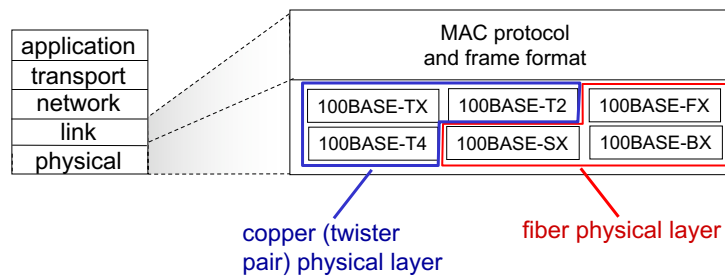 application
transport
network
link
physical
MAC protocol
and frame format
100BASE-TX
100BASE-T2
100BASE-FX
100BASE-T4
100BASE-SX
100BASE-BX
copper (twister
pair) physical layer
fiber physical layer